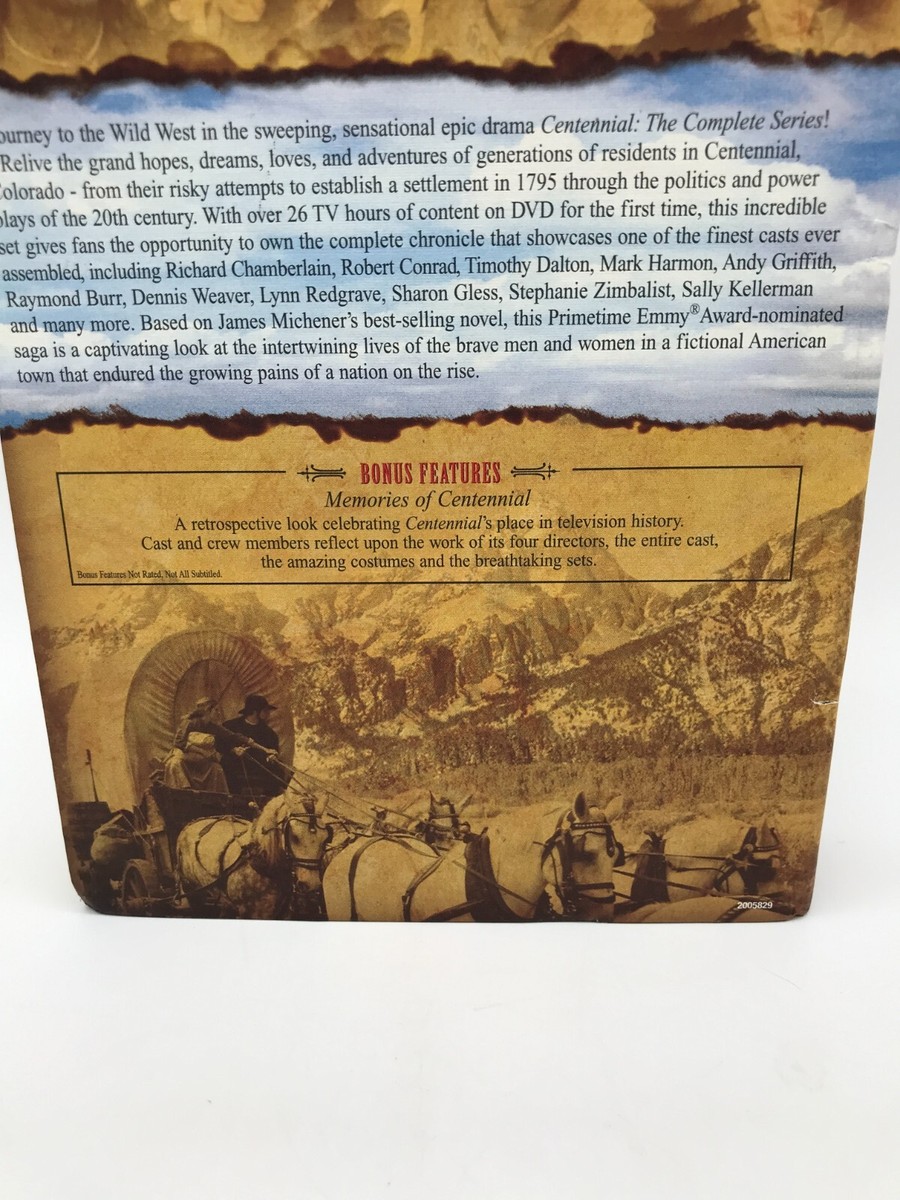 ourney to the Wild West in the sweeping, sensational epic drama Centennial: The Complete Series!
Relive the grand hopes, dreams, loves, and adventures of generations of residents in Centennial,
Colorado - from their risky attempts to establish a settlement in 1795 through the politics and power
plays of the 20th century. With over 26 TV hours of content on DVD for the first time, this incredible
set gives fans the opportunity to own the complete chronicle that showcases one of the finest casts ever
assembled, including Richard Chamberlain, Robert Conrad, Timothy Dalton, Mark Harmon, Andy Griffith,
Raymond Burr, Dennis Weaver, Lynn Redgrave, Sharon Gless, Stephanie Zimbalist, Sally Kellerman
and many more. Based on James Michener's best-selling novel, this Primetime Emmy® Award-nominated
saga is a captivating look at the intertwining lives of the brave men and women in a fictional American
town that endured the growing pains of a nation on the rise.
BONUS FEATURES
Memories of Centennial
A retrospective look celebrating Centennial's place in television history.
Cast and crew members reflect upon the work of its four directors, the entire cast,
the amazing costumes and the breathtaking sets.
Bonus Features Not Rated, Not All Subtitled.
2005829